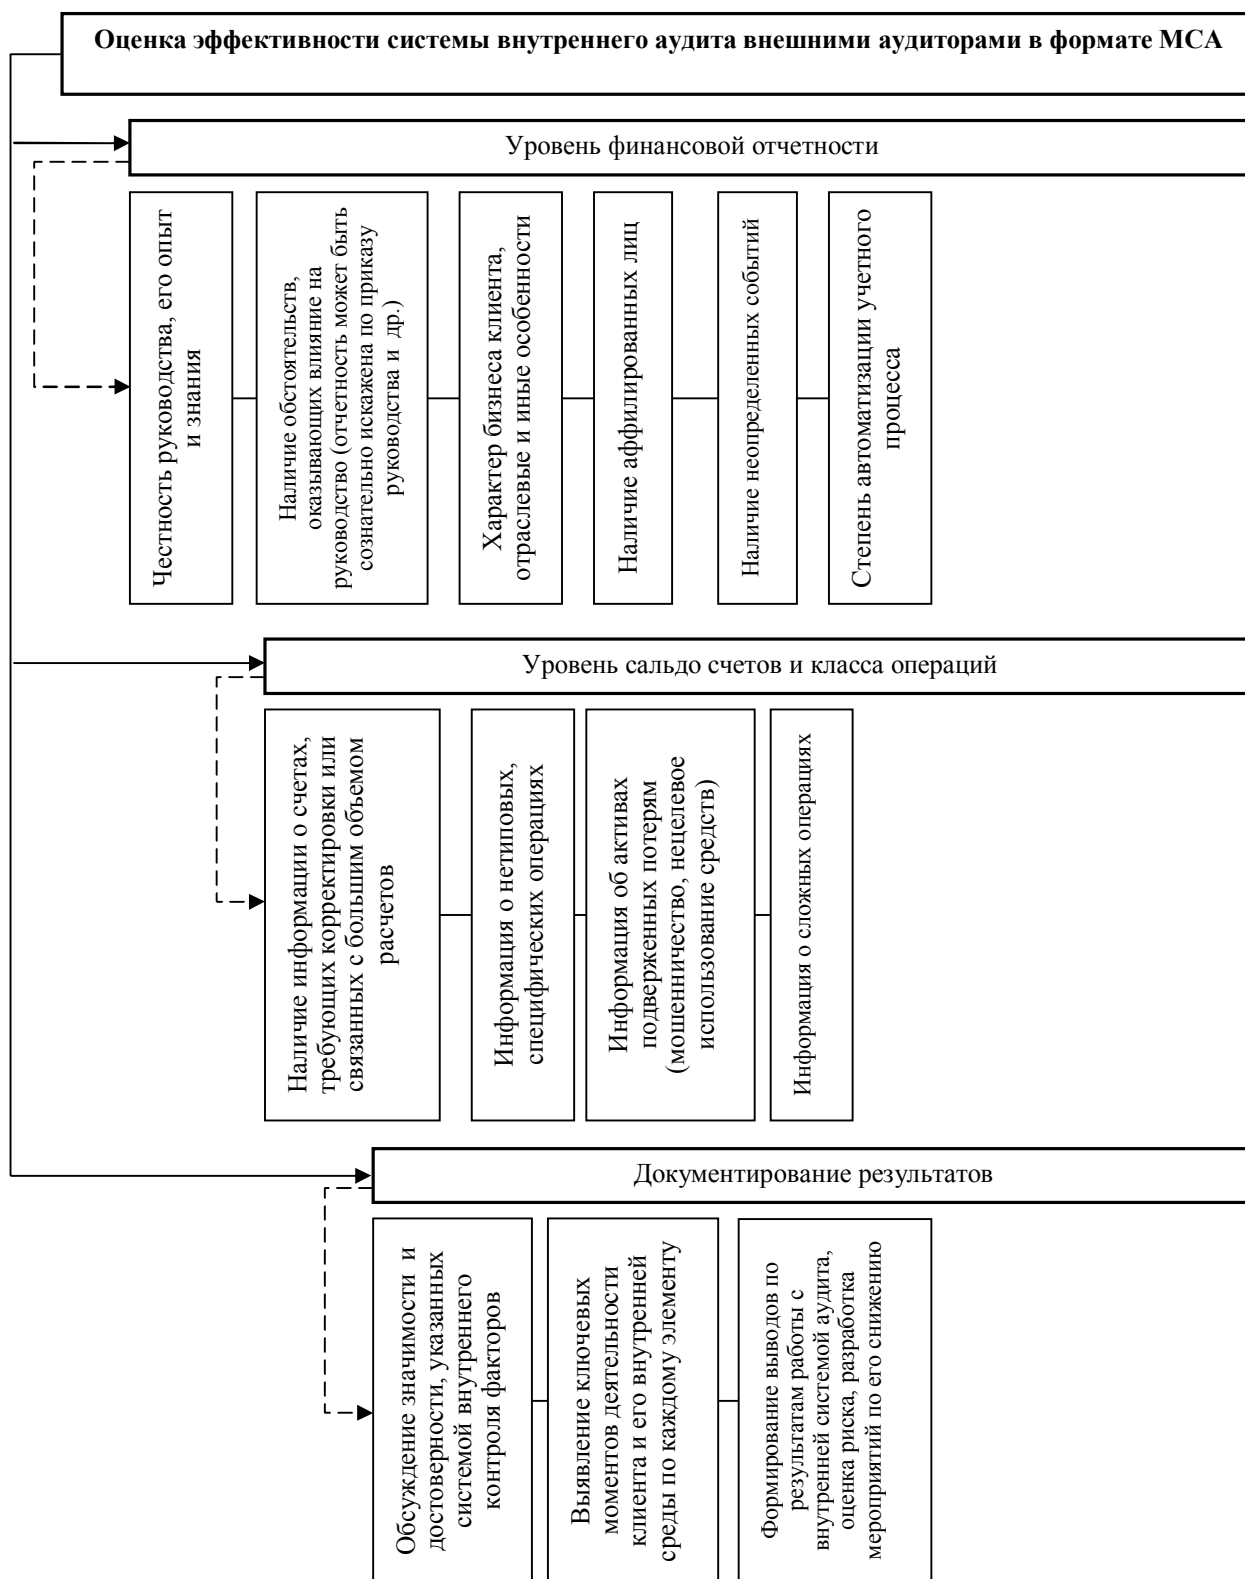 Оценка эффективности системы внутреннего аудита внешними аудиторами в формате МСА
Уровень финансовой отчетности
Честность руководства, его опыт
и знания
Наличие обстоятельств,
оказывающих влияние на
руководство (отчетность может быть
сознательно искажена по приказу
руководства и др.)
Характер бизнеса клиента,
отраслевые и иные особенности
Наличие аффилированных лиц
Наличие неопределенных событий
Степень автоматизации учетного
процесса
Уровень сальдо счетов и класса операций
Наличие информации о счетах,
требующих корректировки или
связанных с большим объемом
расчетов
Информация о нетиповых,
специфических операциях
Информация об активах
подверженных потерям
(мошенничество, нецелевое
использование средств)
Информация о сложных операциях
Документирование результатов
Обсуждение значимости и
достоверности, указанных
системой внутреннего
контроля факторов
Выявление ключевых
моментов деятельности
клиента и его внутренней
среды по каждому элементу
Формирование выводов по
результатам работы с
внутренней системой аудита,
оценка риска, разработка
мероприятий по его снижению